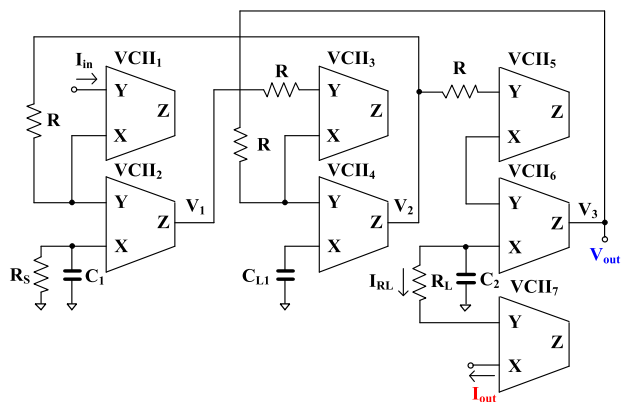 VCII₁
VCII₃
VCII₅
Iin
Y
X
Z
R
Y
X
Z
R
Y
X
Z
R
R
VCII₂
VCII₄
VCII₆
Y
X
Z
V₁
Y
X
Z
V₂
Y
X
Z
V₃
Vout
RS
C₁
CL1
IRL
RL
C₂
VCII₇
Y
X
Z
Iout